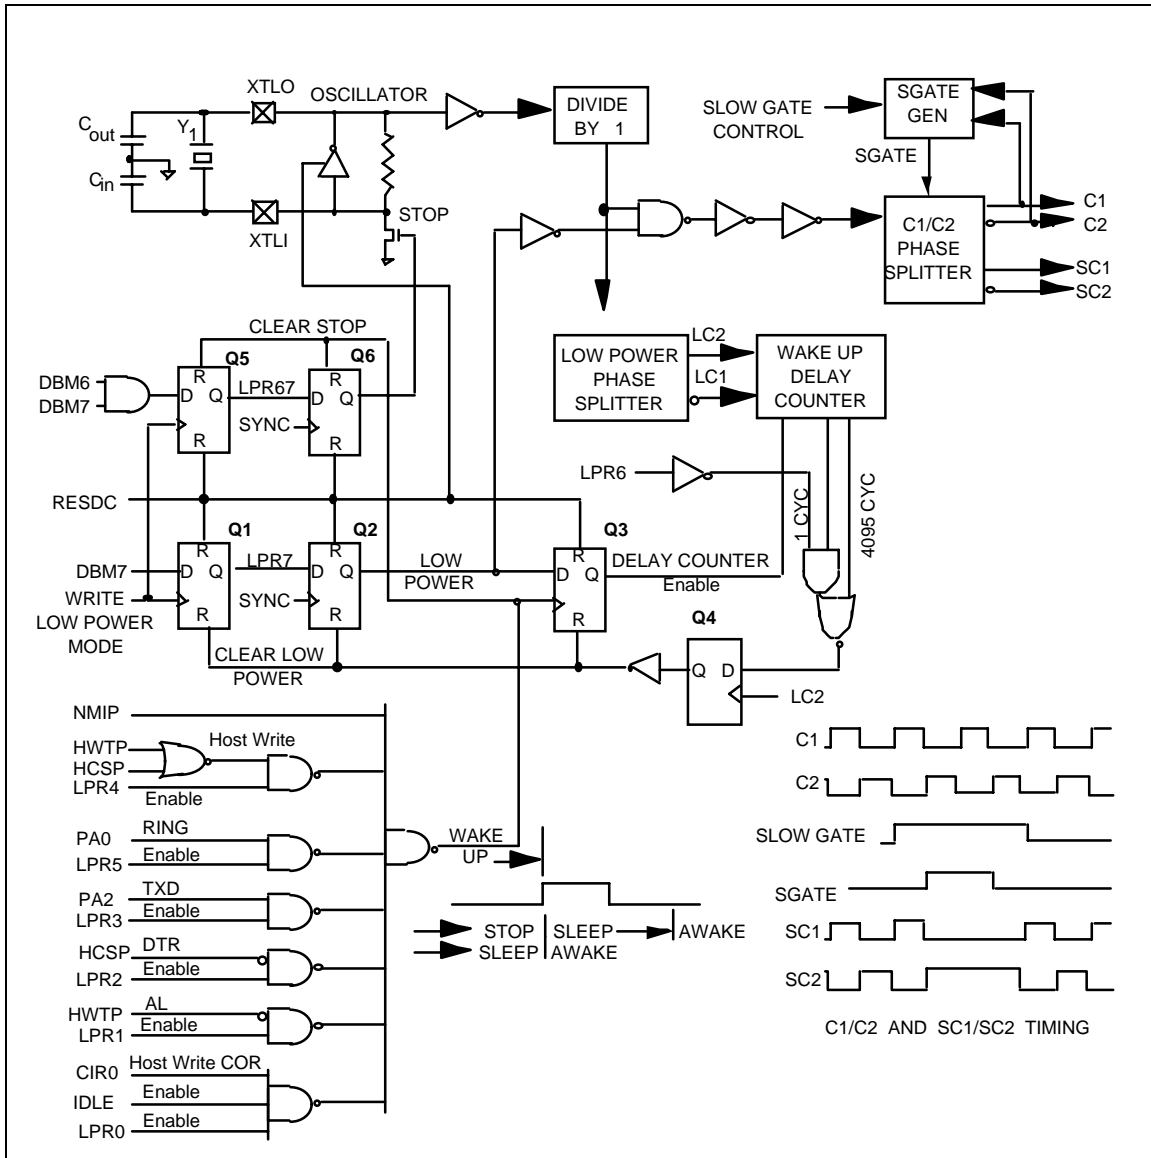 XTLO
OSCILLATOR
Cout
Y1
Cin
XTLI
STOP
DIVIDE
BY 1
SLOW GATE
CONTROL
SGATE
GEN
SGATE
C1/C2
PHASE
SPLITTER
C1
C2
SC1
SC2
CLEAR STOP
Q5
Q6
DBM6
DBM7
R
D Q
R
LPR67
SYNC
R
D Q
R
LOW POWER
PHASE
SPLITTER
LC2
LC1
WAKE UP
DELAY
COUNTER
LPR6
1 CYC
4095 CYC
RESDC
Q1
Q2
Q3
DBM7
WRITE
LOW POWER
MODE
R
D Q
R
LPR7
SYNC
R
D Q
R
LOW
POWER
R
D Q
R
DELAY COUNTER
Enable
Q4
Q D
LC2
CLEAR LOW
POWER
NMIP
HWTP
HCSP
LPR4
Host Write
Enable
PA0
RING
LPR5
Enable
PA2
TXD
LPR3
Enable
HCSP
DTR
LPR2
Enable
HWTP
AL
LPR1
Enable
CIR0
Host Write COR
IDLE
Enable
LPR0
Enable
WAKE
UP
STOP
SLEEP
AWAKE
SLEEP
AWAKE
C1
C2
SLOW GATE
SGATE
SC1
SC2
C1/C2 AND SC1/SC2 TIMING